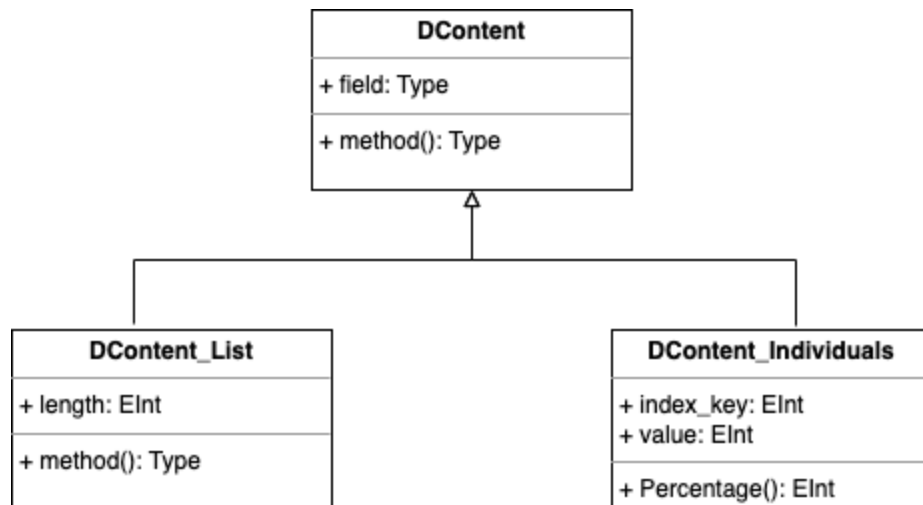 DContent
+ field: Type
+ method(): Type
DContent_List
+ length: EInt
+ method(): Type
DContent_Individuals
+ index_key: EInt
+ value: EInt
+ Percentage(): EInt